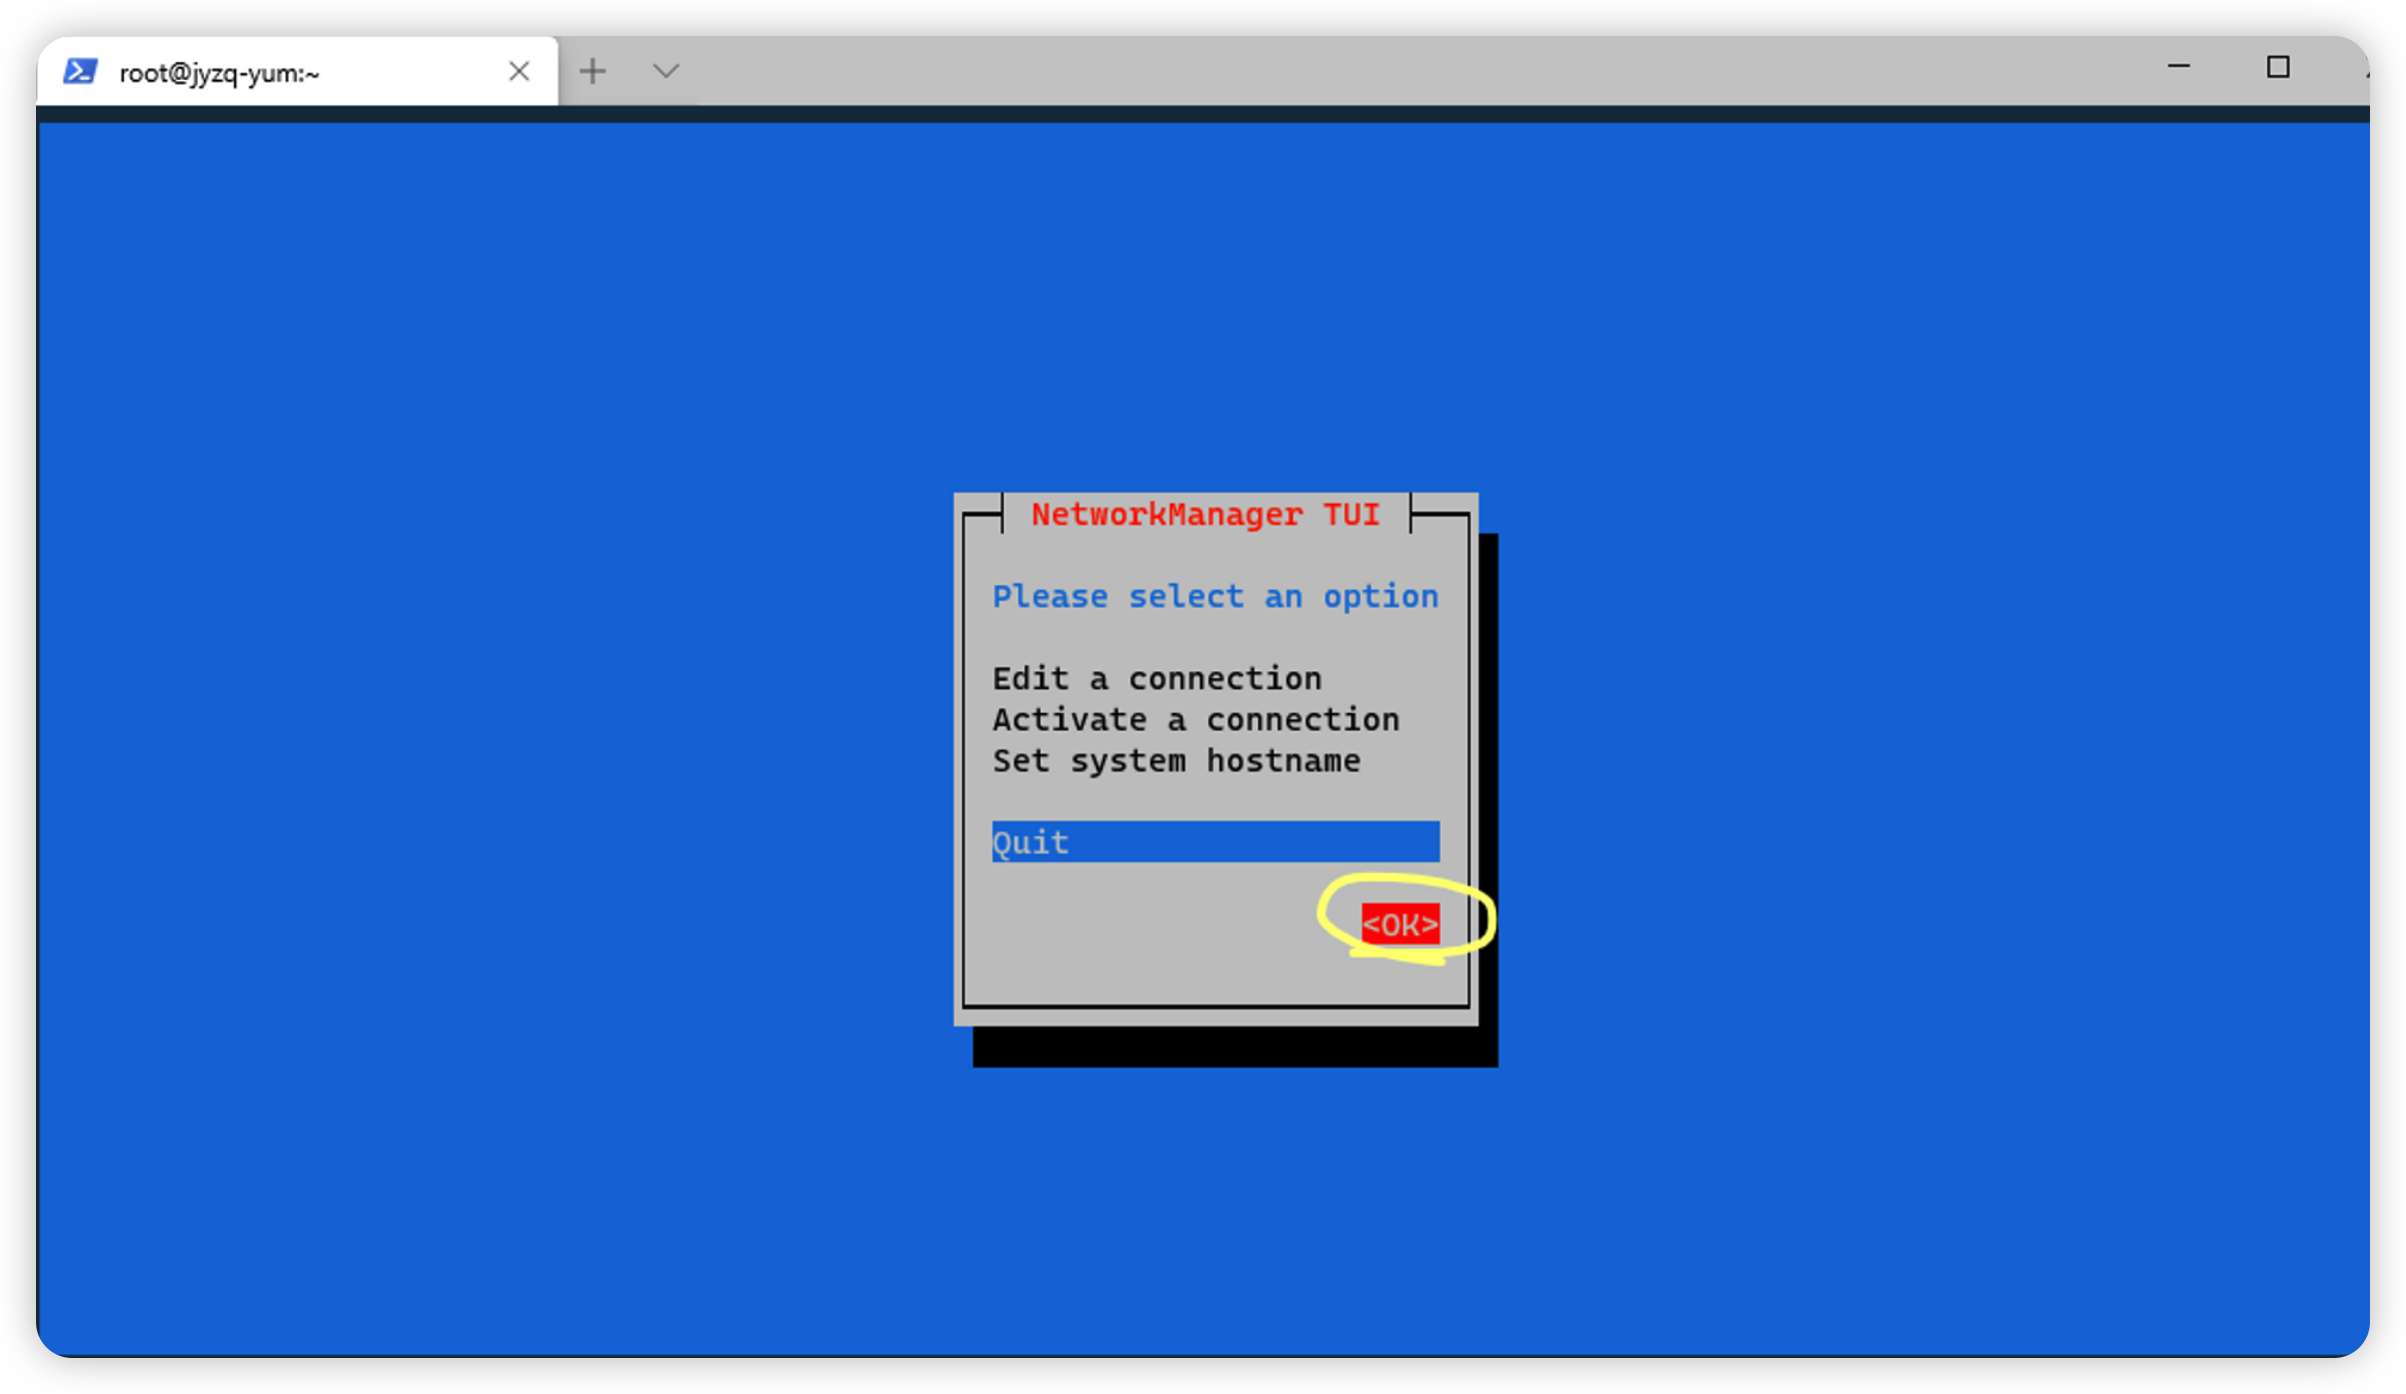 root@jyzq-yum:~
NetworkManager TUI
Please select an option
Edit a connection
Activate a connection
Set system hostname
Quit
<OK>